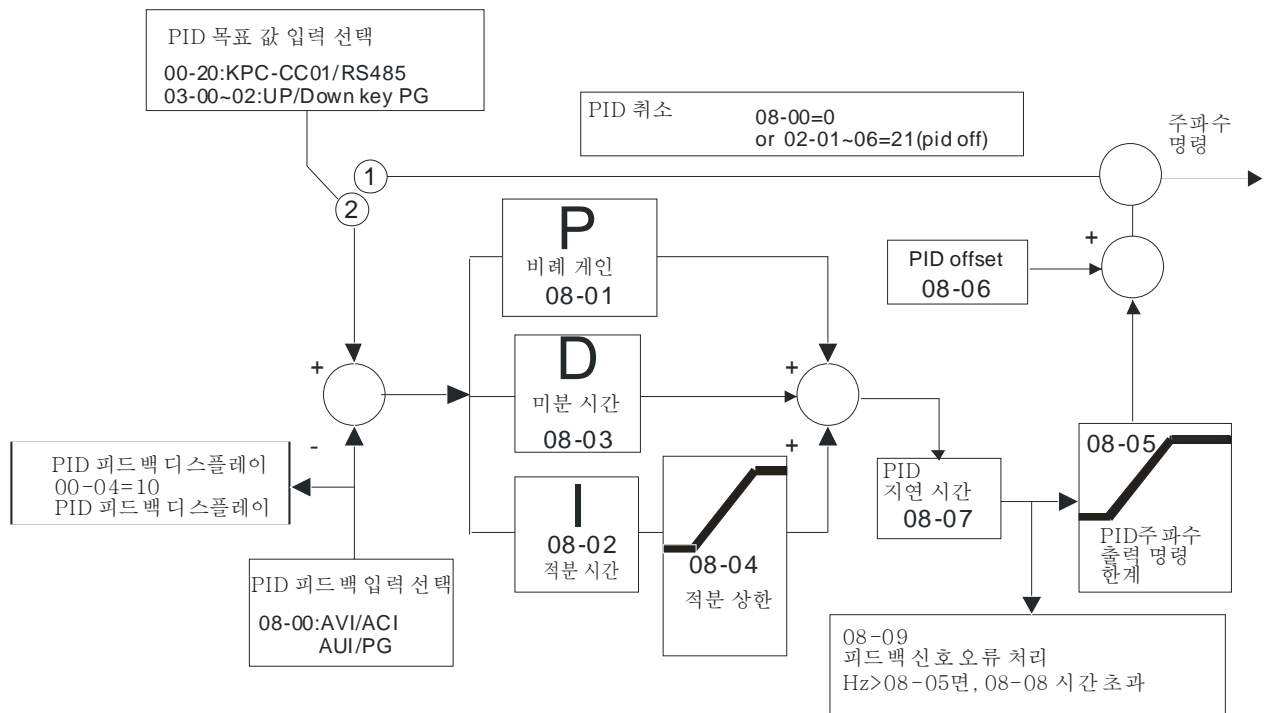 PID 목표 값 입력 선택
00-20:KPC-CC01/RS485
03-00~02:UP/Down key PG
PID 취소
08-00=0
or 02-01~06=21(pid off)
주파수
명령
1
2
P
비례 게인
08-01
PID offset
08-06
+
+
D
미분 시간
08-03
+
+
-
PID 피드백 디스플레이
00-04=10
PID 피드백 디스플레이
I
08-02
적분 시간
08-04
적분 상한
PID
지연 시간
08-07
08-05
PID주파수
출력 명령
한계
PID 피드백 입력 선택
08-00:AVI/ACI
AUI/PG
08-09
피드백 신호 오류 처리
Hz>08-05면, 08-08 시간 초과